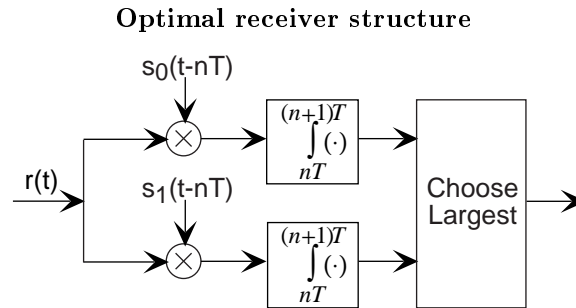 Optimal receiver structure
s₀(t-nT)
×
(n+1)T
∫(·)
nT
r(t)
s₁(t-nT)
×
(n+1)T
∫(·)
nT
Choose
Largest